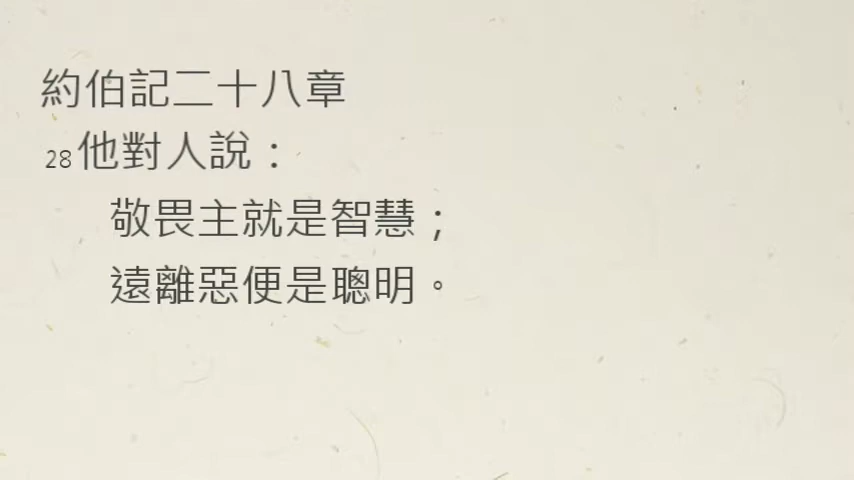 約伯記二十八章
28他對人說：
敬畏主就是智慧；
遠離惡便是聰明。